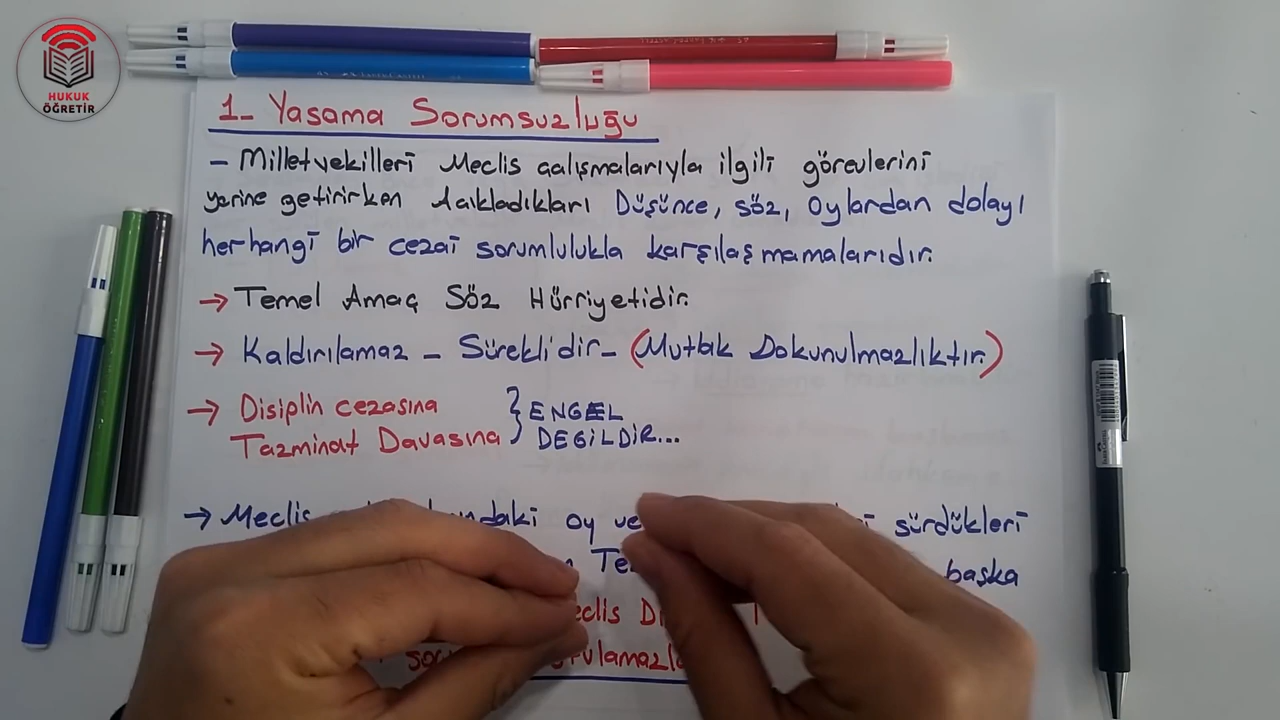 HUKUK
ÖĞRETİR
1- Yasama Sorumsuzluğu
- Milletvekilleri Meclis çalışmalarıyla ilgili görevlerini
yerine getirirken Açıkladıkları Düşünce, söz, Oylardan dolayı
herhangi bir cezai sorumlulukla karşılaşmamalarıdır.
→ Temel Amaç Söz Hürriyetidir.
→ Kaldırılamaz - Süreklidir - (Mutlak Dokunulmazlıktır.)
→ Disiplin cezasına
Tazminat Davasına } ENGEL
DEĞİLDİR...
→ Meclis oy ve sürdükleri
başka